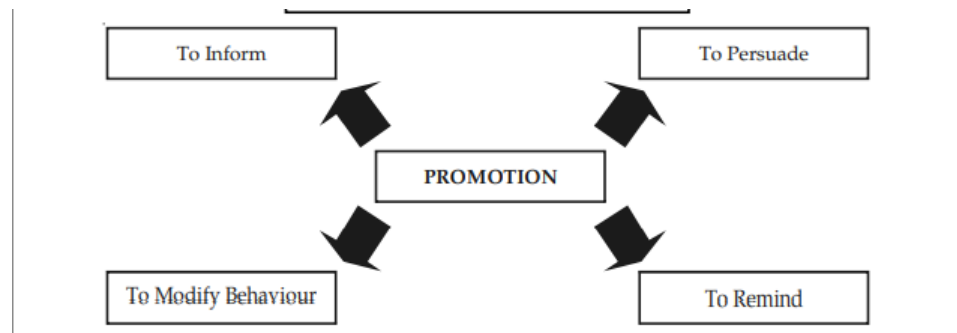 To Inform
To Persuade
PROMOTION
To Modify Behaviour
To Remind